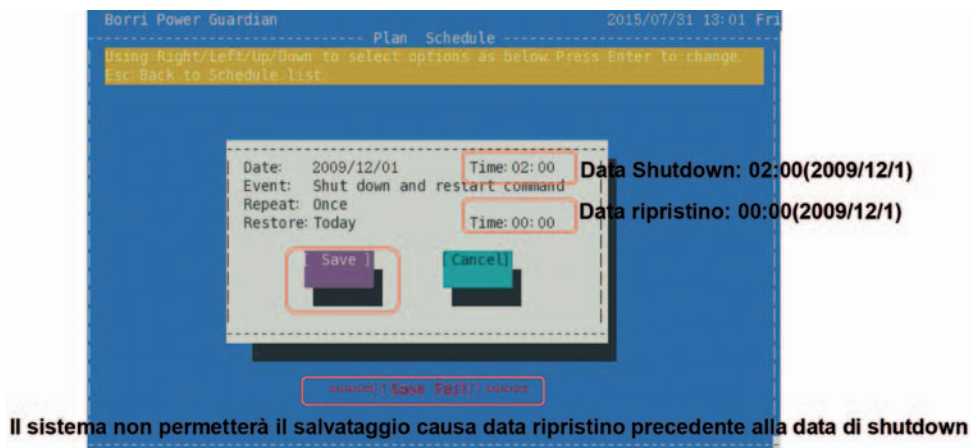 Borri Power Guardian 2015/07/31 13:01 Fri
Plan Schedule
Using Right/Left/Up/Down to select options as below.Press Enter to change.
Esc:Back to Schedule list.
Date: 2009/12/01 Time: 02:00 Data Shutdown: 02:00(2009/12/1)
Event: Shut down and restart command
Repeat: Once
Restore: Today Time: 00:00 Data ripristino: 00:00(2009/12/1)
[ Save ] [Cancel]
Save Fail!
Il sistema non permetterà il salvataggio causa data ripristino precedente alla data di shutdown